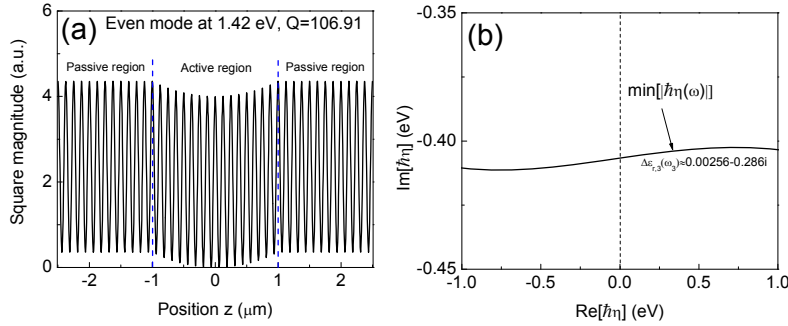 (a)
Even mode at 1.42 eV, Q=106.91
Passive region
Active region
Passive region
Square magnitude (a.u.)
6
4
2
0
-2
-1
0
1
2
Position z (μm)
(b)
-0.35
-0.40
-0.45
Im[ℏη] (eV)
min[|ℏη(ω)|]
Δε_{r,3}(ω_3)≈0.00256-0.286i
-1.0
-0.5
0.0
0.5
1.0
Re[ℏη] (eV)